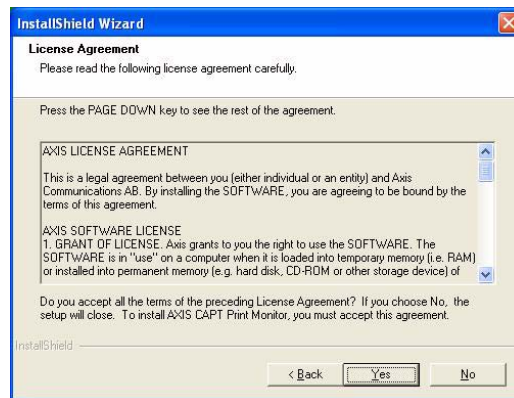 InstallShield Wizard
License Agreement
Please read the following license agreement carefully.
Press the PAGE DOWN key to see the rest of the agreement.
AXIS LICENSE AGREEMENT
This is a legal agreement between you (either individual or an entity) and Axis
Communications AB. By installing the SOFTWARE, you are agreeing to be bound by the
terms of this agreement.
AXIS SOFTWARE LICENSE
1. GRANT OF LICENSE. Axis grants to you the right to use the SOFTWARE. The
SOFTWARE is in "use" on a computer when it is loaded into temporary memory (i.e. RAM)
or installed into permanent memory (e.g. hard disk, CD-ROM or other storage device) of
Do you accept all the terms of the preceding License Agreement? If you choose No, the
setup will close. To install AXIS CAPT Print Monitor, you must accept this agreement.
InstallShield
< Back
Yes
No